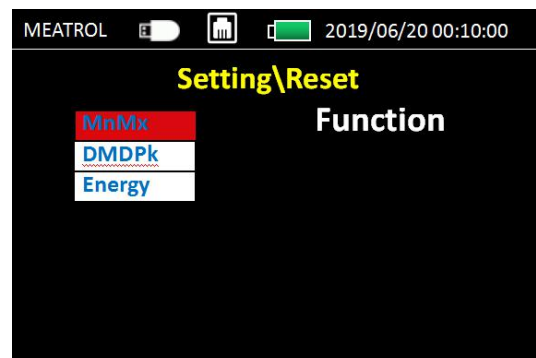 MEATROL 2019/06/20 00:10:00
Setting\Reset
MnMx Function
DMDPk
Energy